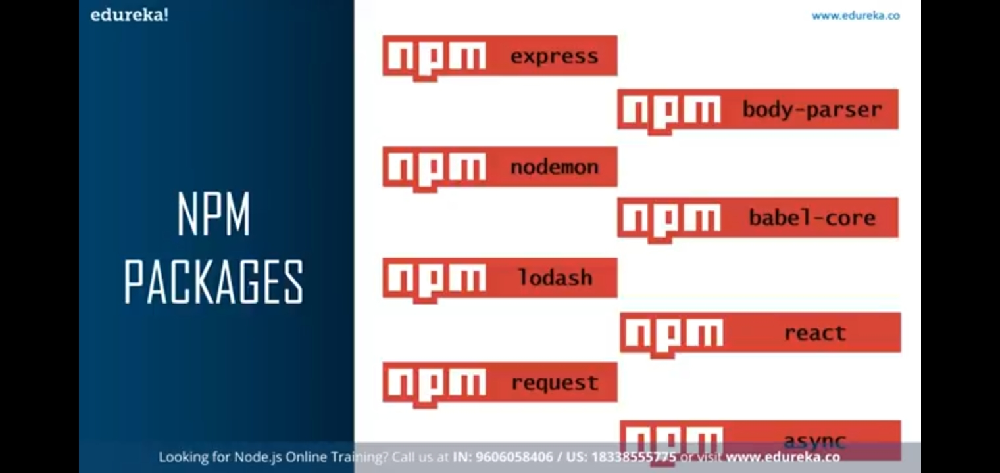 edureka!
www.edureka.co
npm express
npm body-parser
npm nodemon
npm babel-core
NPM
PACKAGES
npm lodash
npm react
npm request
npm async
Looking for Node.js Online Training? Call us at IN: 9606058406 / US: 18338555775 or visit www.edureka.co